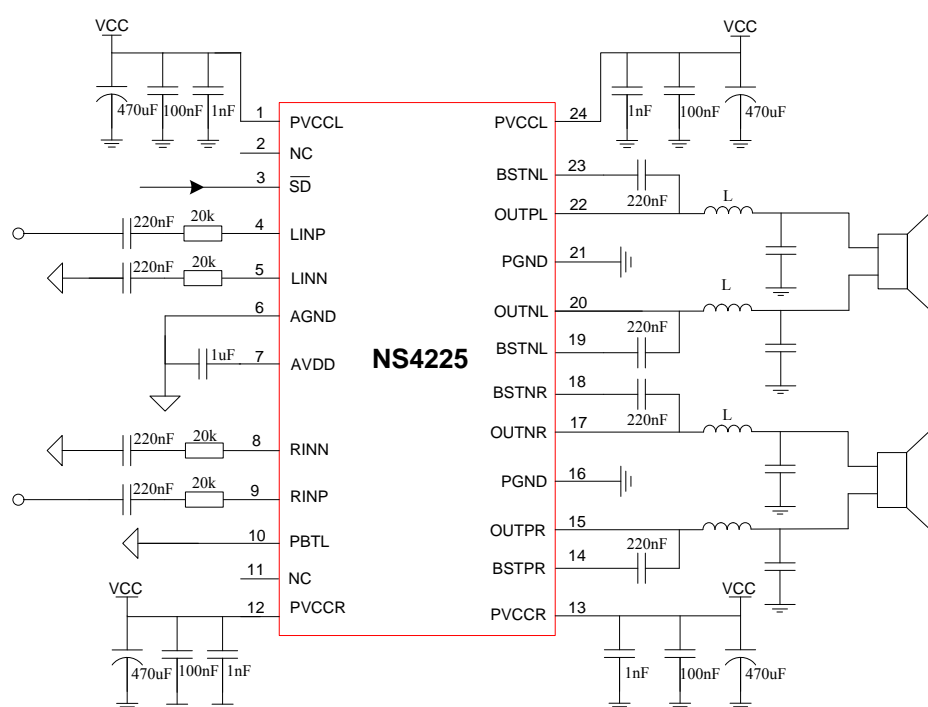 VCC
470uF 100nF 1nF
VCC
1nF 100nF 470uF
NS4225
1 PVCCL
2 NC
3 SD
220nF 20k 4 LINP
220nF 20k 5 LINN
6 AGND
1uF 7 AVDD
220nF 20k 8 RINN
220nF 20k 9 RINP
10 PBTL
11 NC
12 PVCCR
PVCCL 24
BSTNL 23
220nF
OUTPL 22
L
PGND 21
OUTNL 20
L
220nF
BSTNL 19
BSTNR 18
220nF
OUTNR 17
L
PGND 16
OUTPR 15
220nF
BSTPR 14
PVCCR 13
VCC
470uF 100nF 1nF
VCC
1nF 100nF 470uF